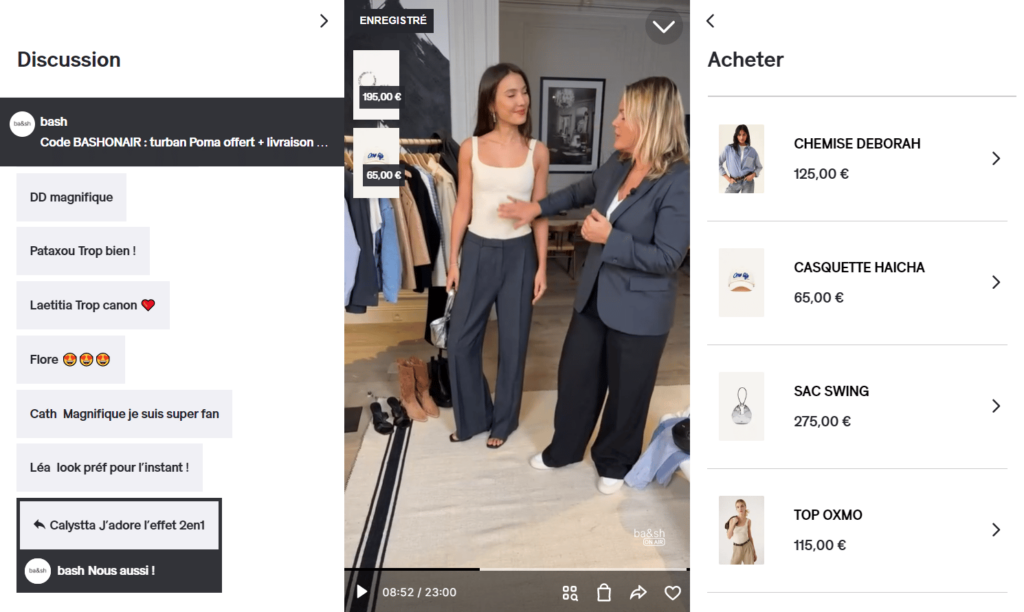 Discussion
ba&sh
bash
Code BASHONAIR : turban Poma offert + livraison ...
DD magnifique
Pataxou Trop bien !
Laetitia Trop canon ❤️
Flore 😍😍😍
Cath Magnifique je suis super fan
Léa look préf pour l'instant !
Calystta J'adore l'effet 2en1
ba&sh
bash Nous aussi !
ENREGISTRÉ
195,00 €
65,00 €
ba&sh
08:52 / 23:00
Acheter
CHEMISE DEBORAH
125,00 €
CASQUETTE HAICHA
65,00 €
SAC SWING
275,00 €
TOP OXMO
115,00 €